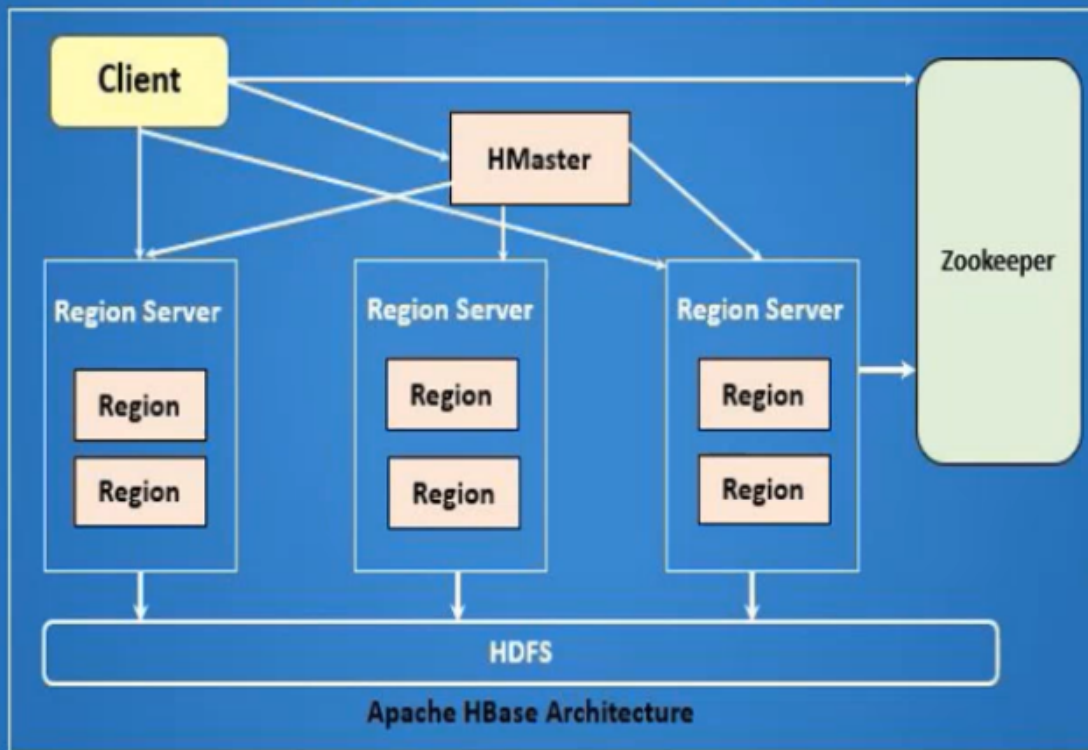 Client
HMaster
Zookeeper
Region Server
Region
Region
Region Server
Region
Region
Region Server
Region
Region
HDFS
Apache HBase Architecture